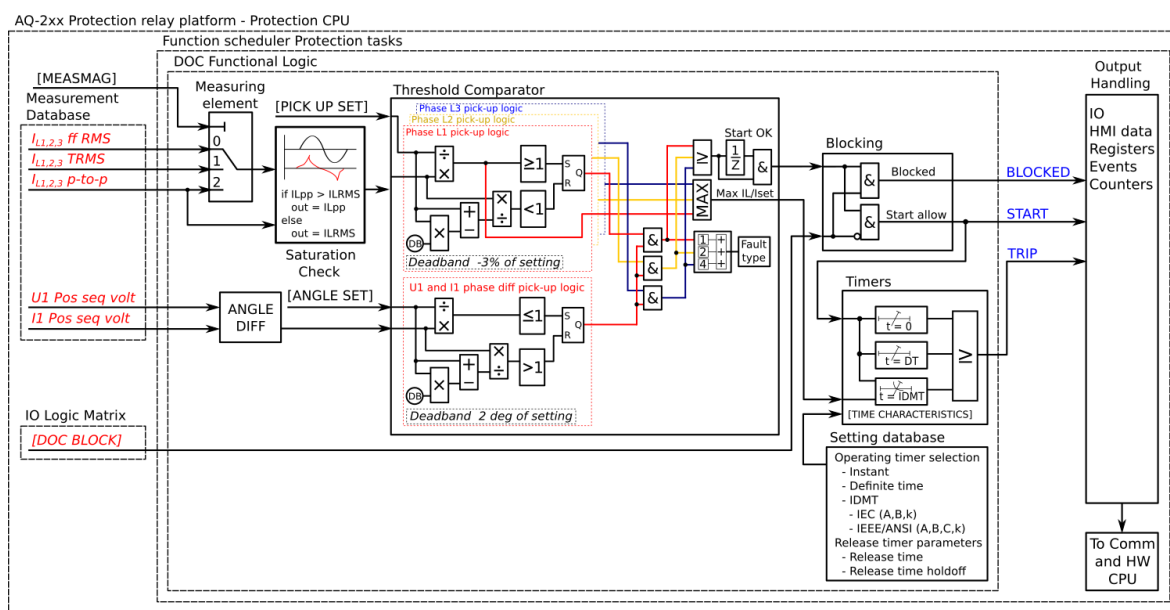 AQ-2xx Protection relay platform - Protection CPU
Function scheduler Protection tasks
DOC Functional Logic
[MEASMAG]
Measurement
Database
I L1,2,3 ff RMS
I L1,2,3 TRMS
I L1,2,3 p-to-p
Measuring
element
0
1
2
[PICK UP SET]
if ILpp > ILRMS
out = ILpp
else
out = ILRMS
Saturation
Check
Threshold Comparator
Phase L3 pick-up logic
Phase L2 pick-up logic
Phase L1 pick-up logic
÷
×
≥1
S
R
Q
×
÷
<1
+
−
×
DB
Deadband -3% of setting
U1 Pos seq volt
I1 Pos seq volt
ANGLE
DIFF
[ANGLE SET]
U1 and I1 phase diff pick-up logic
÷
×
≤1
S
R
Q
×
÷
>1
+
−
×
DB
Deadband 2 deg of setting
&
&
&
≥
Start OK
1
Z
&
MAX
Max IL/Iset
1 +
2 +
4 +
Fault
type
Blocking
&
Blocked
&
Start allow
BLOCKED
START
TRIP
Timers
t = 0
t = DT
t = IDMT
≥
[TIME CHARACTERISTICS]
IO Logic Matrix
[DOC BLOCK]
Setting database
Operating timer selection
- Instant
- Definite time
- IDMT
- IEC (A,B,k)
- IEEE/ANSI (A,B,C,k)
Release timer parameters
- Release time
- Release time holdoff
Output
Handling
IO
HMI data
Registers
Events
Counters
To Comm
and HW
CPU